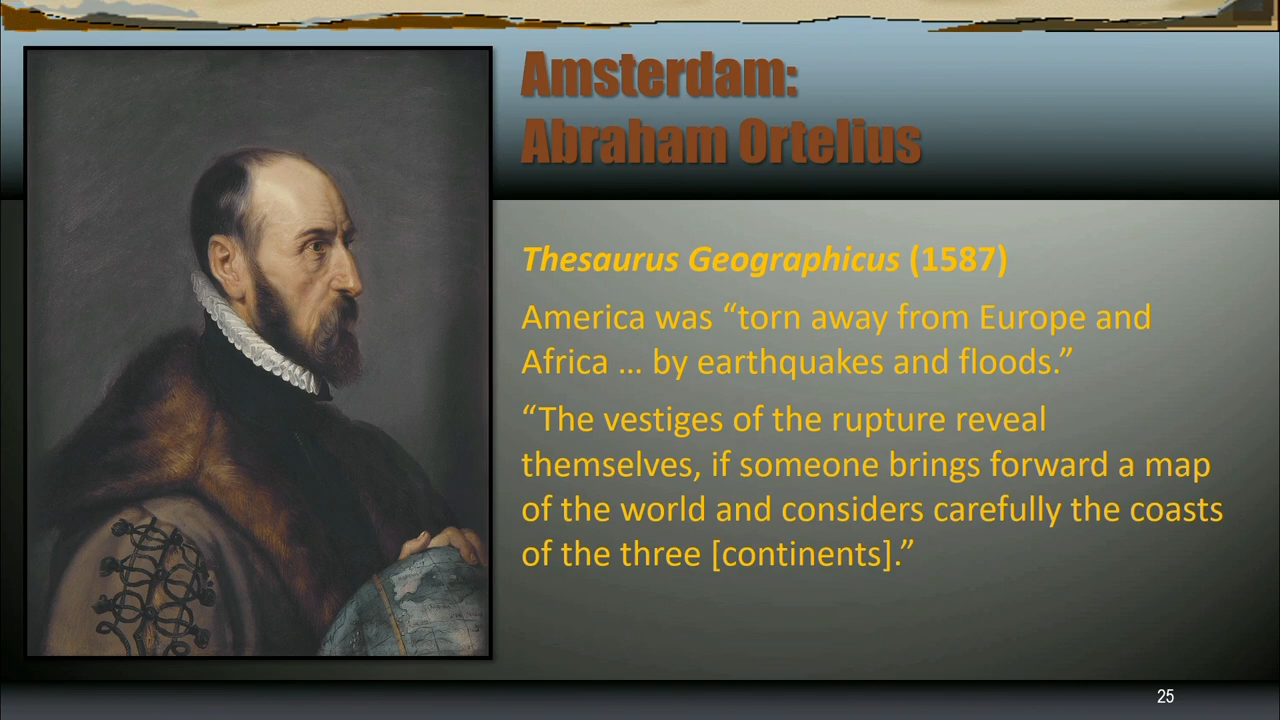 Amsterdam:
Abraham Ortelius
Thesaurus Geographicus (1587)
America was “torn away from Europe and
Africa … by earthquakes and floods.”
“The vestiges of the rupture reveal
themselves, if someone brings forward a map
of the world and considers carefully the coasts
of the three [continents].”
25